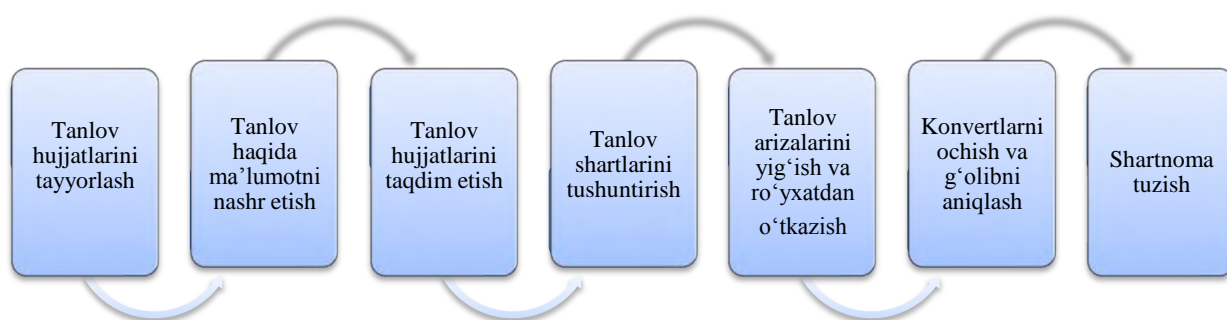 Tanlov
hujjatlarini
tayyorlash
Tanlov
haqida
ma’lumotni
nashr etish
Tanlov
hujjatlarini
taqdim etish
Tanlov
shartlarini
tushuntirish
Tanlov
arizalarini
yig‘ish va
ro‘yxatdan
o‘tkazish
Konvertlarni
ochish va
g‘olibni
aniqlash
Shartnoma
tuzish